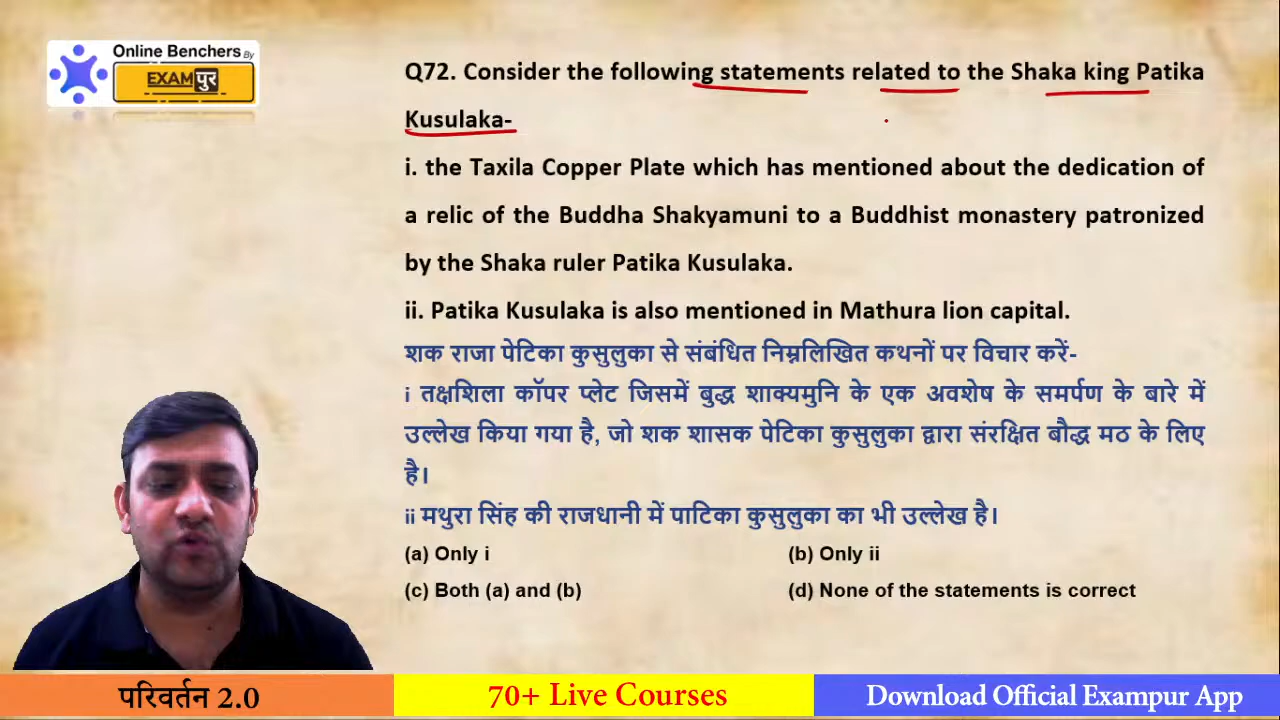 Online Benchers By
EXAMपुर
Q72. Consider the following statements related to the Shaka king Patika
Kusulaka-
i. the Taxila Copper Plate which has mentioned about the dedication of
a relic of the Buddha Shakyamuni to a Buddhist monastery patronized
by the Shaka ruler Patika Kusulaka.
ii. Patika Kusulaka is also mentioned in Mathura lion capital.
शक राजा पेटिका कुसुलुका से संबंधित निम्नलिखित कथनों पर विचार करें-
i तक्षशिला कॉपर प्लेट जिसमें बुद्ध शाक्यमुनि के एक अवशेष के समर्पण के बारे में
उल्लेख किया गया है, जो शक शासक पेटिका कुसुलुका द्वारा संरक्षित बौद्ध मठ के लिए
है।
ii मथुरा सिंह की राजधानी में पाटिका कुसुलुका का भी उल्लेख है।
(a) Only i (b) Only ii
(c) Both (a) and (b) (d) None of the statements is correct
परिवर्तन 2.0 70+ Live Courses Download Official Exampur App